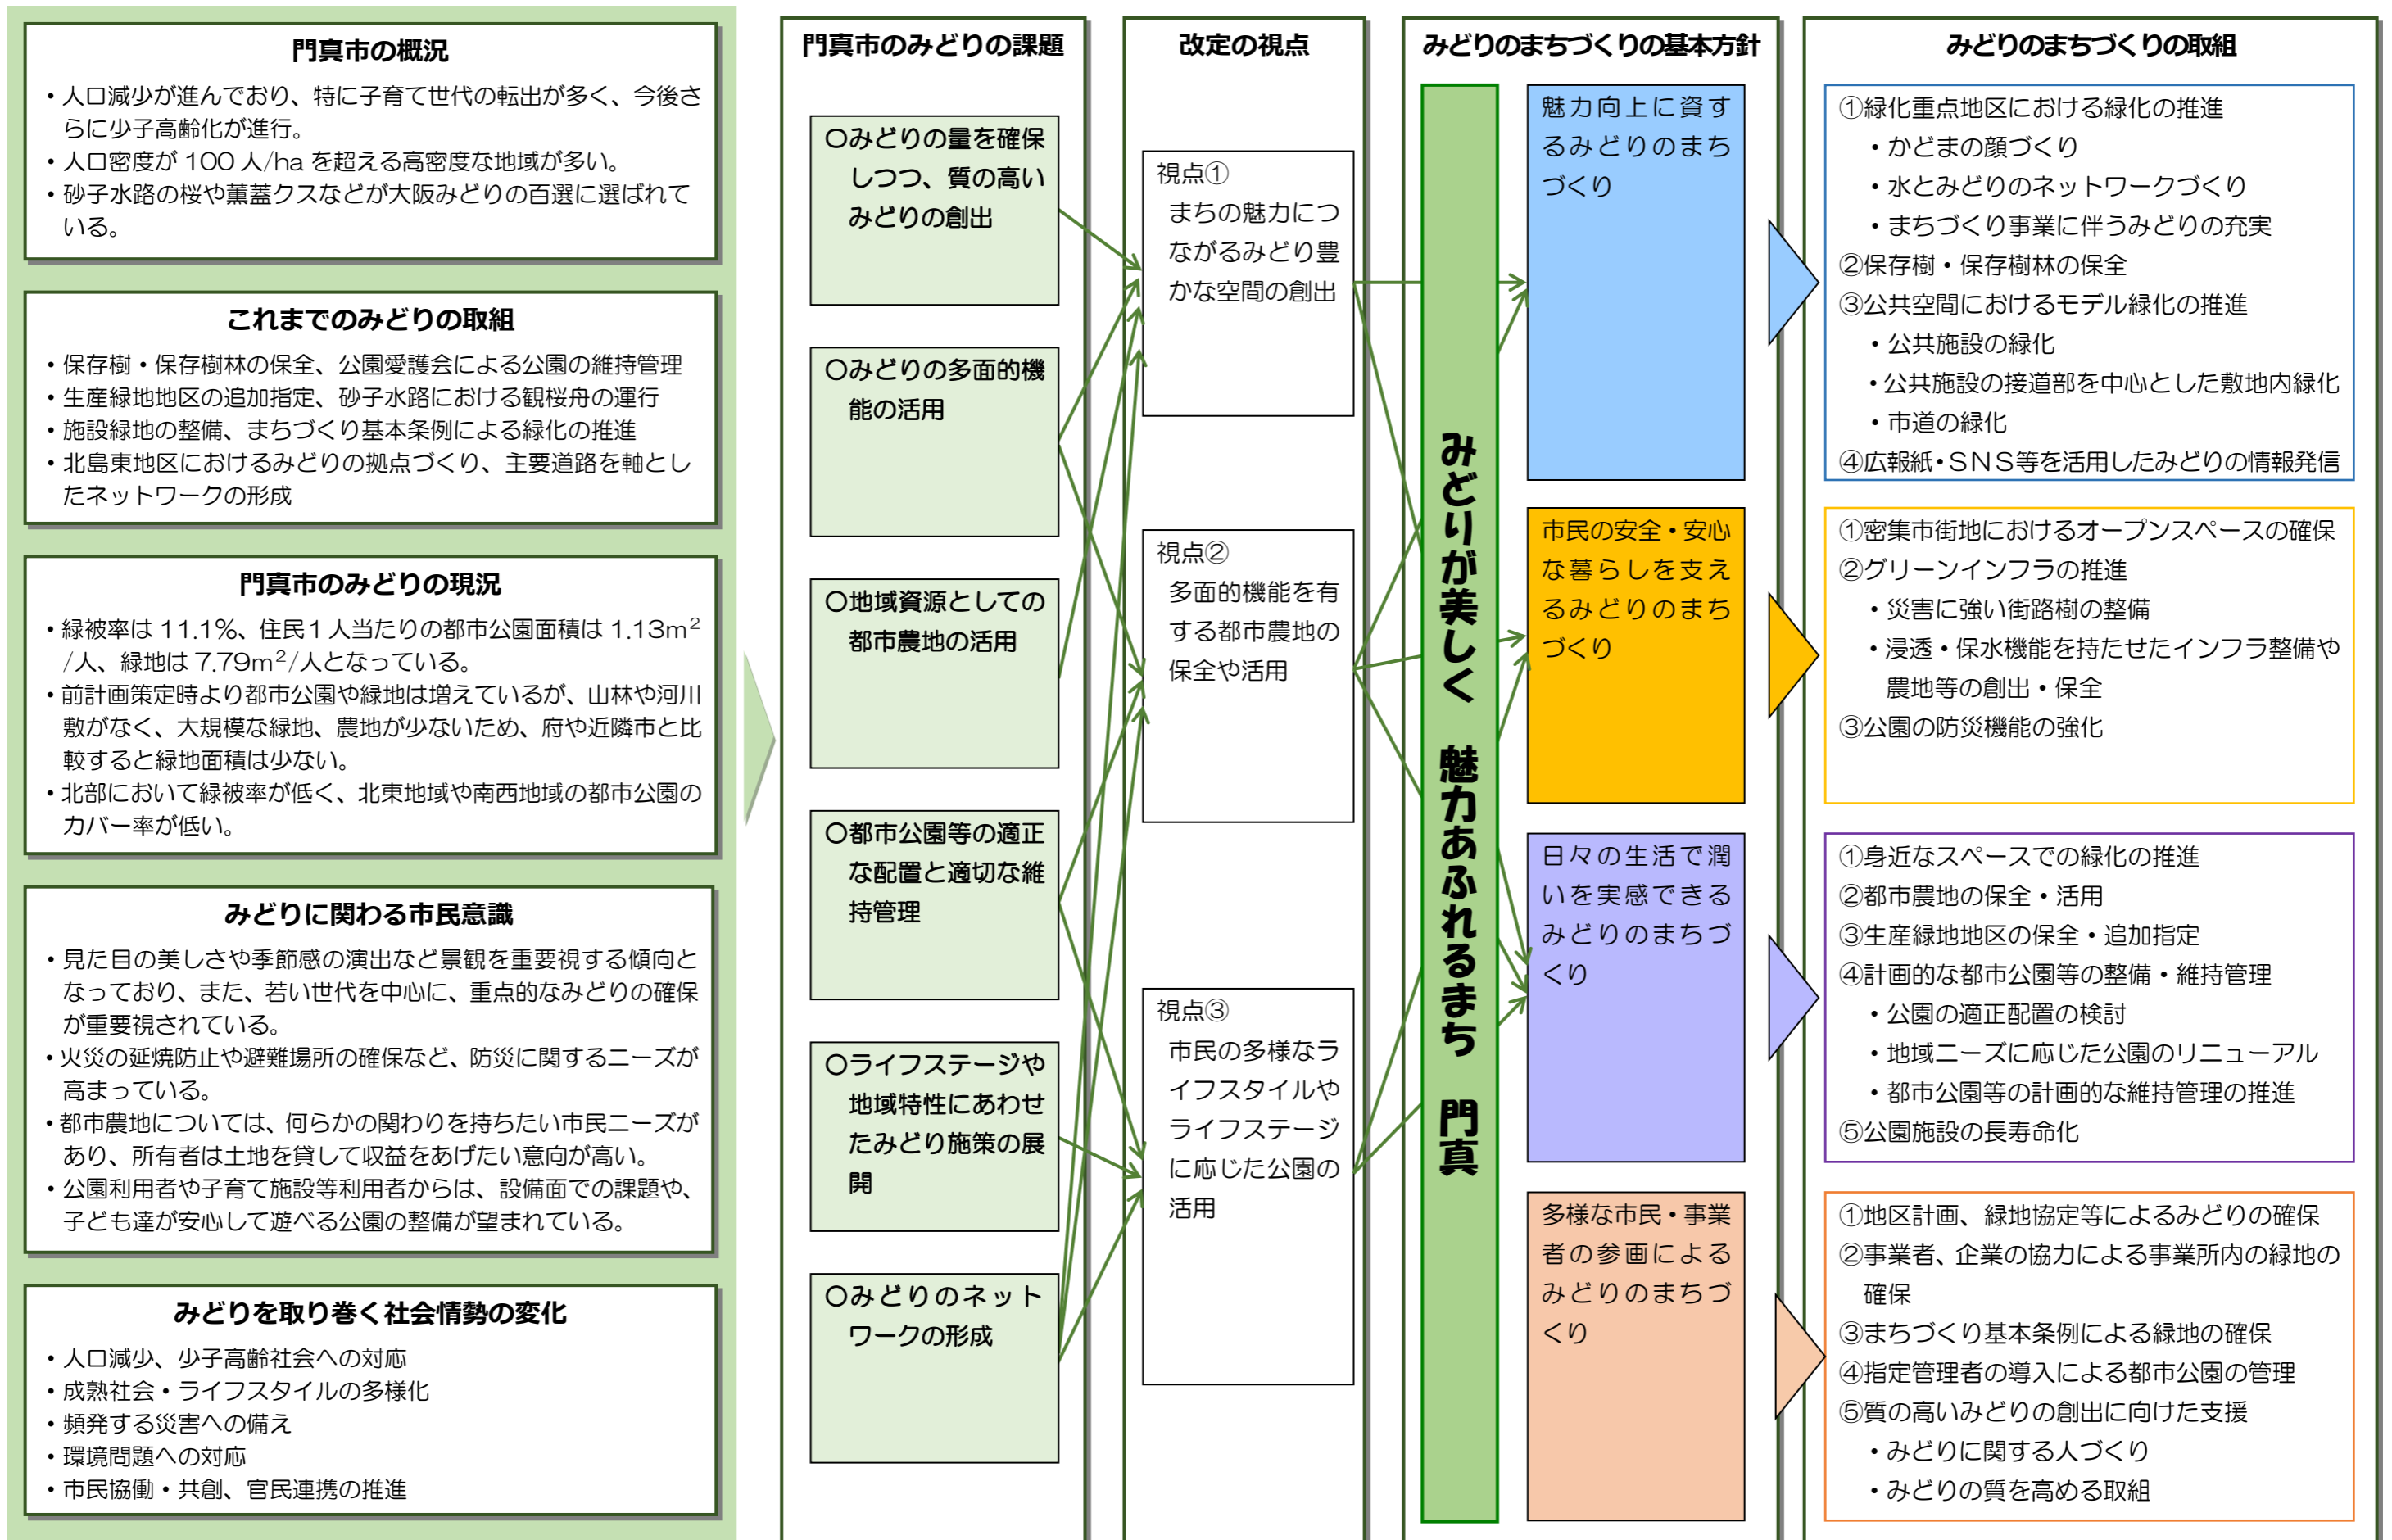 門真市の概況
・人口減少が進んでおり、特に子育て世代の転出が多く、今後さ
らに少子高齢化が進行。
・人口密度が 100 人/ha を超える高密度な地域が多い。
・砂子水路の桜や薫蓋クスなどが大阪みどりの百選に選ばれて
いる。
これまでのみどりの取組
・保存樹・保存樹林の保全、公園愛護会による公園の維持管理
・生産緑地地区の追加指定、砂子水路における観桜舟の運行
・施設緑地の整備、まちづくり基本条例による緑化の推進
・北島東地区におけるみどりの拠点づくり、主要道路を軸とし
たネットワークの形成
門真市のみどりの現況
・緑被率は 11.1%、住民1人当たりの都市公園面積は 1.13m²
/人、緑地は 7.79m²/人となっている。
・前計画策定時より都市公園や緑地は増えているが、山林や河川
敷がなく、大規模な緑地、農地が少ないため、府や近隣市と比
較すると緑地面積は少ない。
・北部において緑被率が低く、北東地域や南西地域の都市公園の
カバー率が低い。
みどりに関わる市民意識
・見た目の美しさや季節感の演出など景観を重要視する傾向と
なっており、また、若い世代を中心に、重点的なみどりの確保
が重要視されている。
・火災の延焼防止や避難場所の確保など、防災に関するニーズが
高まっている。
・都市農地については、何らかの関わりを持ちたい市民ニーズが
あり、所有者は土地を貸して収益をあげたい意向が高い。
・公園利用者や子育て施設等利用者からは、設備面での課題や、
子ども達が安心して遊べる公園の整備が望まれている。
みどりを取り巻く社会情勢の変化
・人口減少、少子高齢社会への対応
・成熟社会・ライフスタイルの多様化
・頻発する災害への備え
・環境問題への対応
・市民協働・共創、官民連携の推進
門真市のみどりの課題
〇みどりの量を確保
しつつ、質の高い
みどりの創出
〇みどりの多面的機
能の活用
〇地域資源としての
都市農地の活用
〇都市公園等の適正
な配置と適切な維
持管理
〇ライフステージや
地域特性にあわせ
たみどり施策の展
開
〇みどりのネット
ワークの形成
改定の視点
視点①
まちの魅力につ
ながるみどり豊
かな空間の創出
視点②
多面的機能を有
する都市農地の
保全や活用
視点③
市民の多様なラ
イフスタイルや
ライフステージ
に応じた公園の
活用
みどりのまちづくりの基本方針
みどりが美しく 魅力あふれるまち 門真
魅力向上に資す
るみどりのまち
づくり
市民の安全・安心
な暮らしを支え
るみどりのまち
づくり
日々の生活で潤
いを実感できる
みどりのまちづ
くり
多様な市民・事業
者の参画による
みどりのまちづ
くり
みどりのまちづくりの取組
①緑化重点地区における緑化の推進
・かどまの顔づくり
・水とみどりのネットワークづくり
・まちづくり事業に伴うみどりの充実
②保存樹・保存樹林の保全
③公共空間におけるモデル緑化の推進
・公共施設の緑化
・公共施設の接道部を中心とした敷地内緑化
・市道の緑化
④広報紙・SNS等を活用したみどりの情報発信
①密集市街地におけるオープンスペースの確保
②グリーンインフラの推進
・災害に強い街路樹の整備
・浸透・保水機能を持たせたインフラ整備や
農地等の創出・保全
③公園の防災機能の強化
①身近なスペースでの緑化の推進
②都市農地の保全・活用
③生産緑地地区の保全・追加指定
④計画的な都市公園等の整備・維持管理
・公園の適正配置の検討
・地域ニーズに応じた公園のリニューアル
・都市公園等の計画的な維持管理の推進
⑤公園施設の長寿命化
①地区計画、緑地協定等によるみどりの確保
②事業者、企業の協力による事業所内の緑地の
確保
③まちづくり基本条例による緑地の確保
④指定管理者の導入による都市公園の管理
⑤質の高いみどりの創出に向けた支援
・みどりに関する人づくり
・みどりの質を高める取組